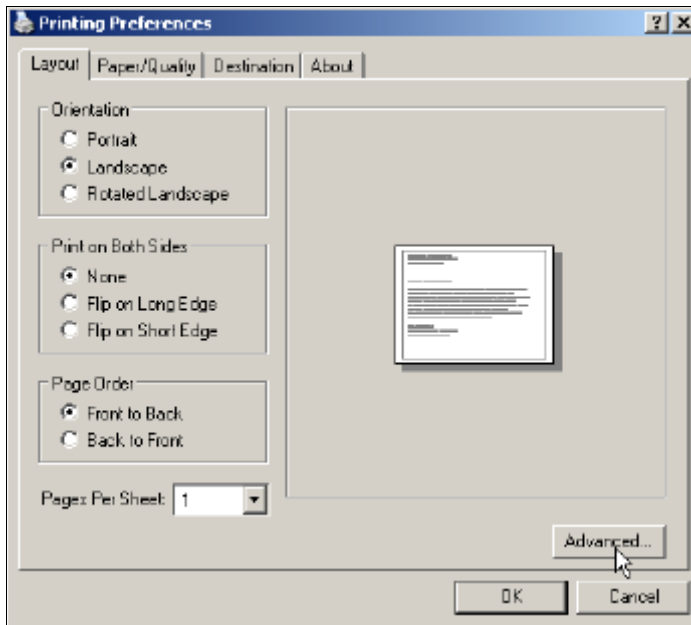 Printing Preferences
Layout Paper/Quality Destination About
Orientation
Portrait
Landscape
Rotated Landscape
Print on Both Sides
None
Flip on Long Edge
Flip on Short Edge
Page Order
Front to Back
Back to Front
Pages Per Sheet: 1
Advanced...
OK Cancel